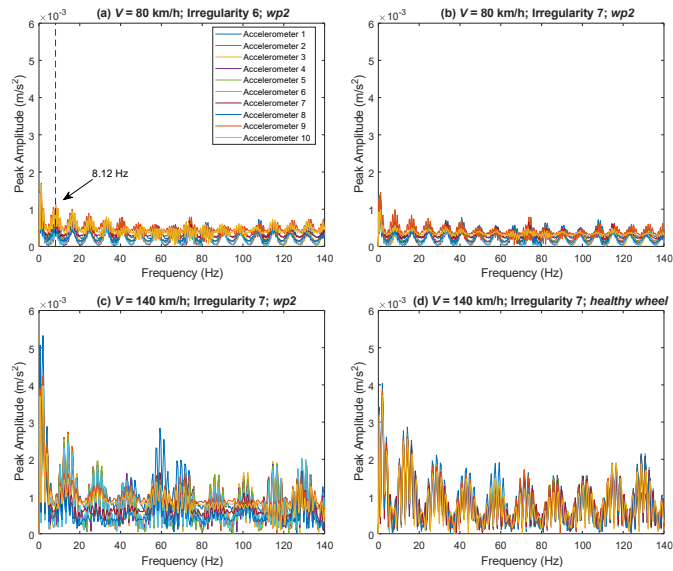 (a) V = 80 km/h; Irregularity 6; wp2
×10⁻³
6
5
4
3
2
1
0
Peak Amplitude (m/s²)
Accelerometer 1
Accelerometer 2
Accelerometer 3
Accelerometer 4
Accelerometer 5
Accelerometer 6
Accelerometer 7
Accelerometer 8
Accelerometer 9
Accelerometer 10
8.12 Hz
0 20 40 60 80 100 120 140
Frequency (Hz)
(b) V = 80 km/h; Irregularity 7; wp2
×10⁻³
6
5
4
3
2
1
0
Peak Amplitude (m/s²)
0 20 40 60 80 100 120 140
Frequency (Hz)
(c) V = 140 km/h; Irregularity 7; wp2
×10⁻³
6
5
4
3
2
1
0
Peak Amplitude (m/s²)
0 20 40 60 80 100 120 140
Frequency (Hz)
(d) V = 140 km/h; Irregularity 7; healthy wheel
×10⁻³
6
5
4
3
2
1
0
Peak Amplitude (m/s²)
0 20 40 60 80 100 120 140
Frequency (Hz)